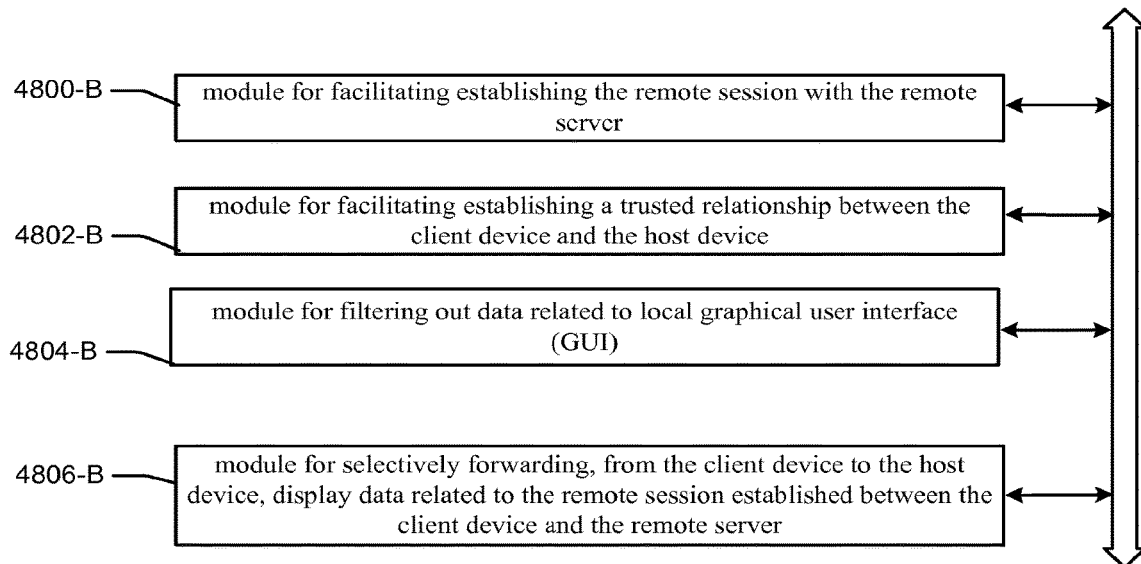 4800-B
module for facilitating establishing the remote session with the remote
server
4802-B
module for facilitating establishing a trusted relationship between the
client device and the host device
4804-B
module for filtering out data related to local graphical user interface
(GUI)
4806-B
module for selectively forwarding, from the client device to the host
device, display data related to the remote session established between the
client device and the remote server